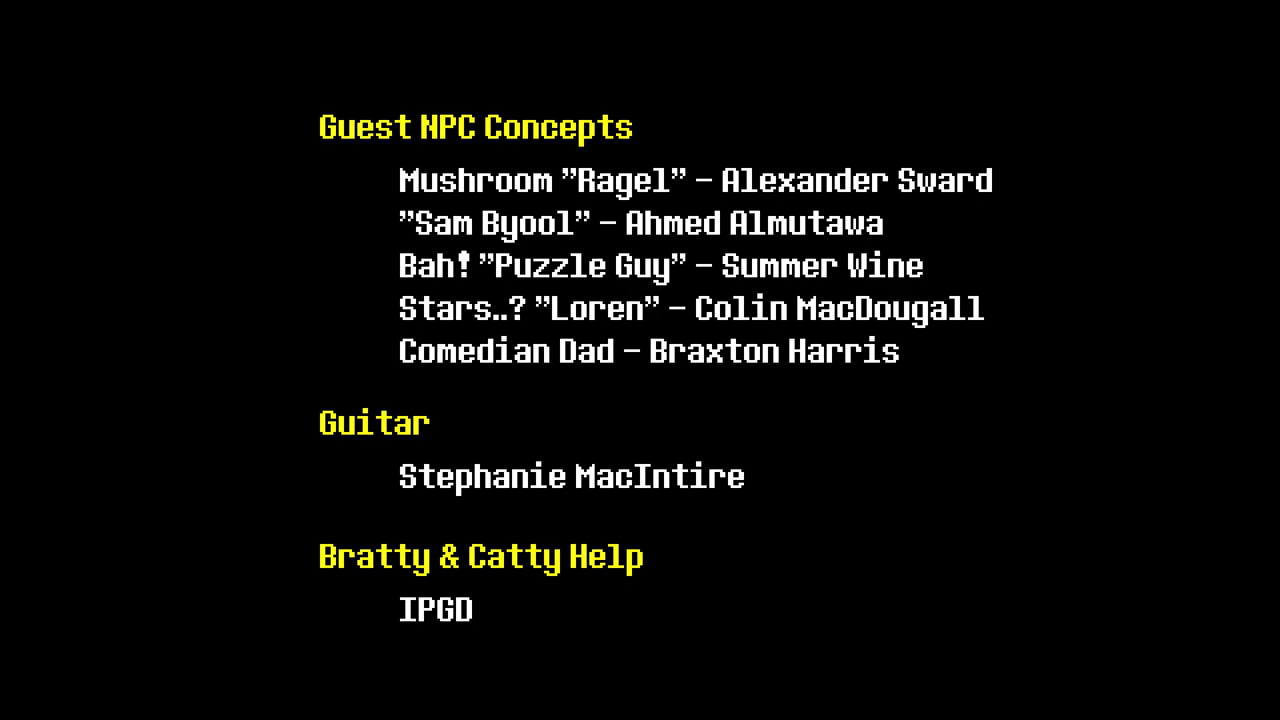 Guest NPC Concepts
Mushroom "Ragel" - Alexander Sward
"Sam Byool" - Ahmed Almutawa
Bah! "Puzzle Guy" - Summer Wine
Stars..? "Loren" - Colin MacDougall
Comedian Dad - Braxton Harris
Guitar
Stephanie MacIntire
Bratty & Catty Help
IPGD